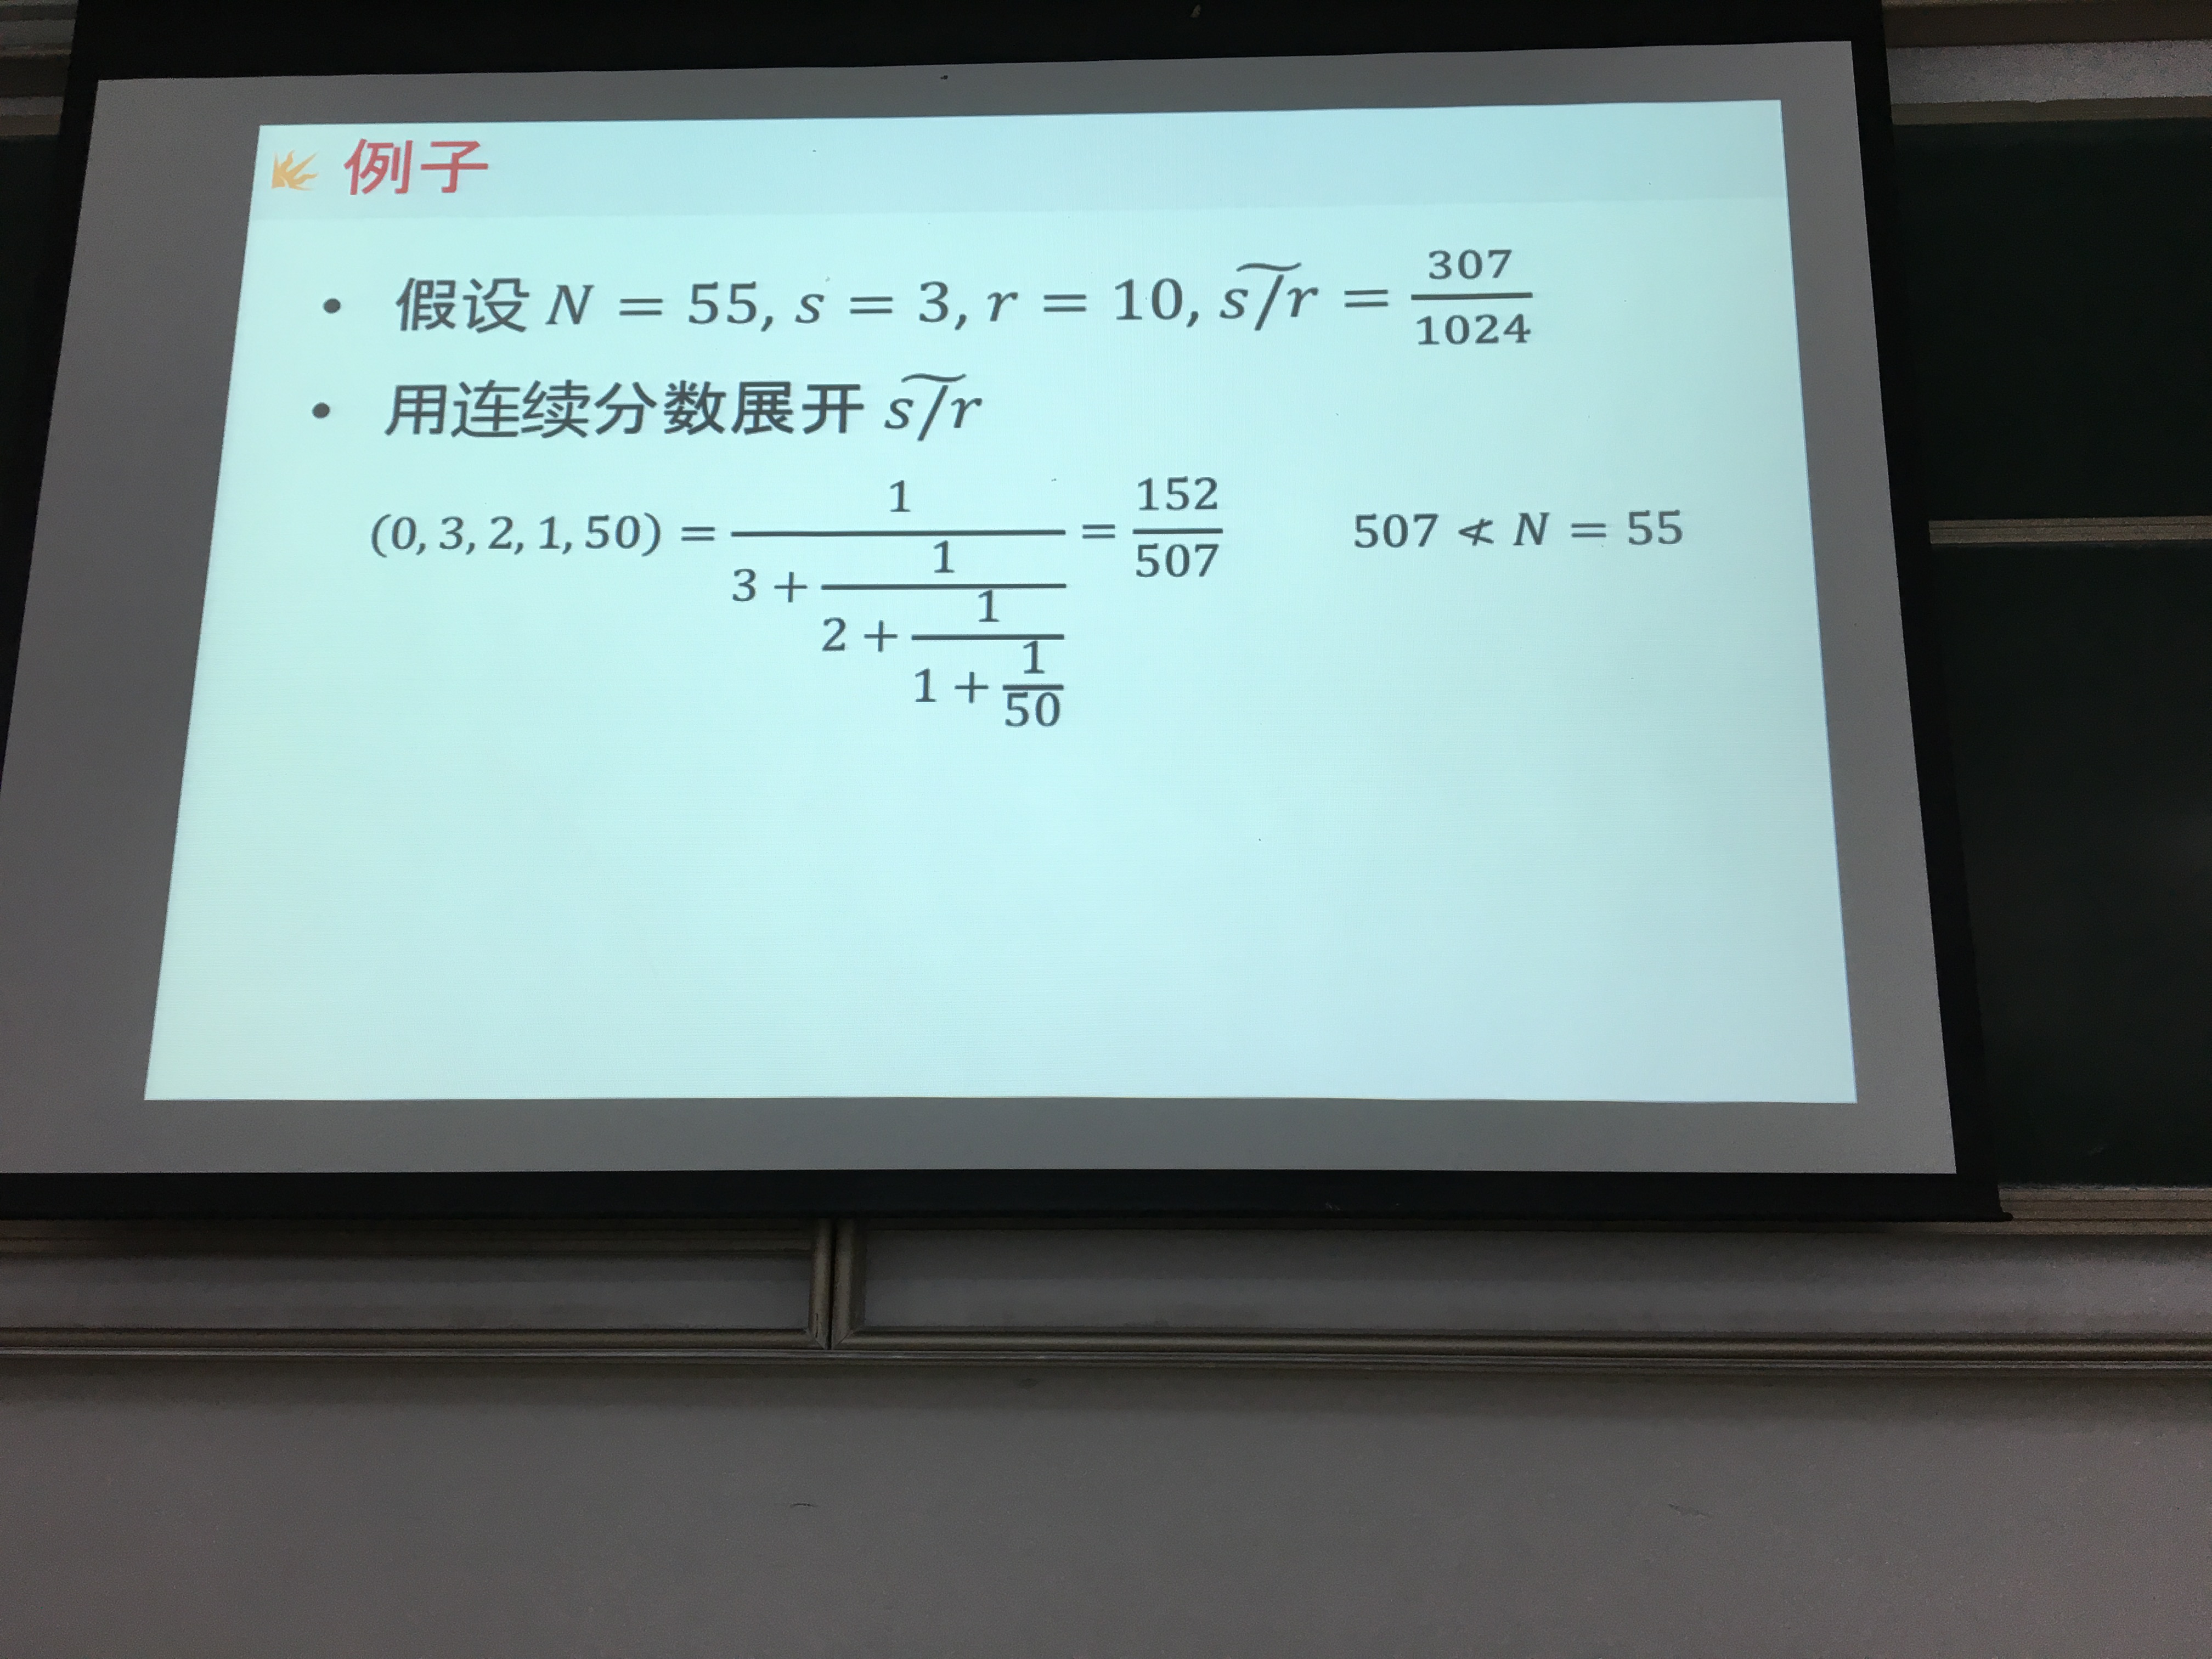 例子
• 假设 N = 55, s = 3, r = 10, \widetilde{s/r} = \frac{307}{1024}
• 用连续分数展开 \widetilde{s/r}
(0, 3, 2, 1, 50) = \frac{1}{3 + \frac{1}{2 + \frac{1}{1 + \frac{1}{50}}}} = \frac{152}{507} 507 ≮ N = 55